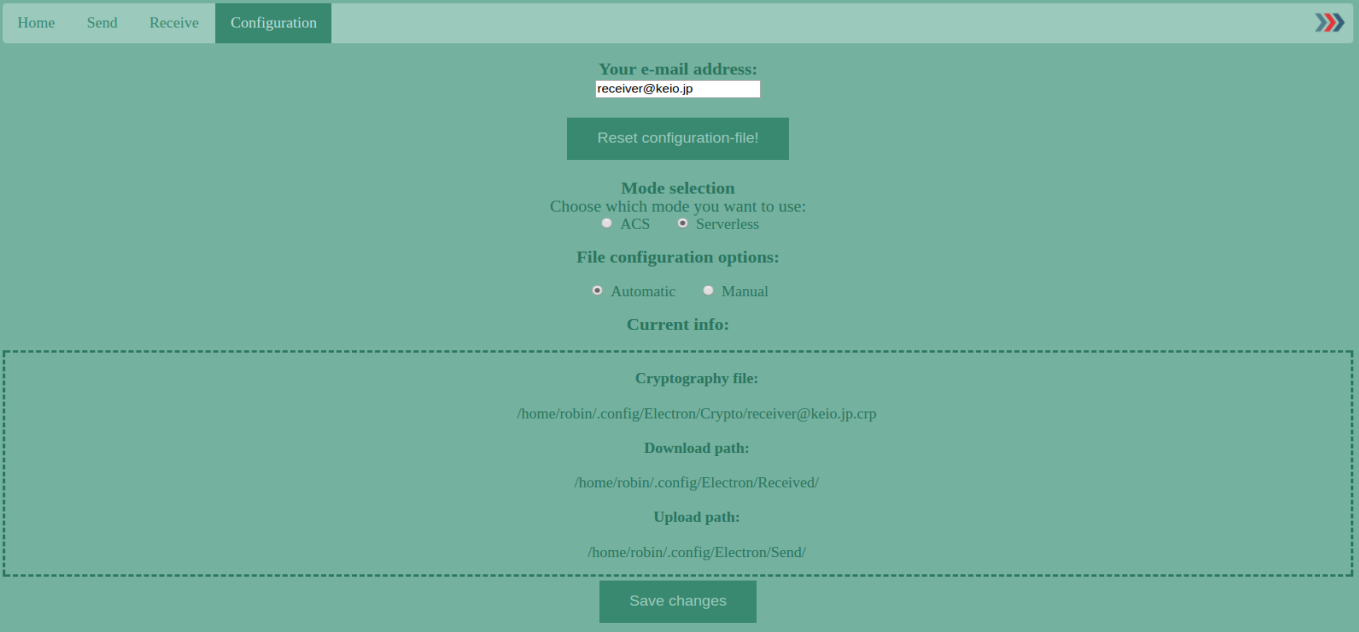 Home Send Receive Configuration
Your e-mail address:
receiver@keio.jp
Reset configuration-file!
Mode selection
Choose which mode you want to use:
ACS Serverless
File configuration options:
Automatic Manual
Current info:
Cryptography file:
/home/robin/.config/Electron/Crypto/receiver@keio.jp.crp
Download path:
/home/robin/.config/Electron/Received/
Upload path:
/home/robin/.config/Electron/Send/
Save changes